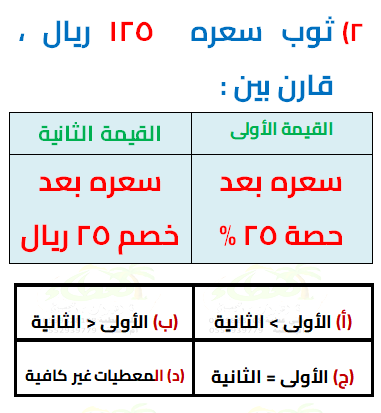 ٢) ثوب سعره ١٢٥ ريال ،
قارن بين :
القيمة الأولى القيمة الثانية
سعره بعد سعره بعد
حصة ٢٥ % خصم ٢٥ ريال
(أ) الأولى > الثانية (ب) الأولى < الثانية
(ج) الأولى = الثانية (د) المعطيات غير كافية